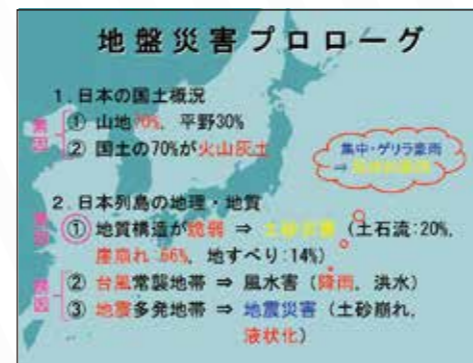 地盤災害プロローグ
1.日本の国土概況
素因
① 山地70%, 平野30%
② 国土の70%が火山灰土
集中・ゲリラ豪雨
⇒
2.日本列島の地理・地質
① 地質構造が脆弱 ⇒ 土砂災害 (土石流:20%,
崖崩れ 66%, 地すべり:14%)
誘因
② 台風常襲地帯 ⇒ 風水害 (降雨, 洪水)
③ 地震多発地帯 ⇒ 地震災害 (土砂崩れ,
液状化)